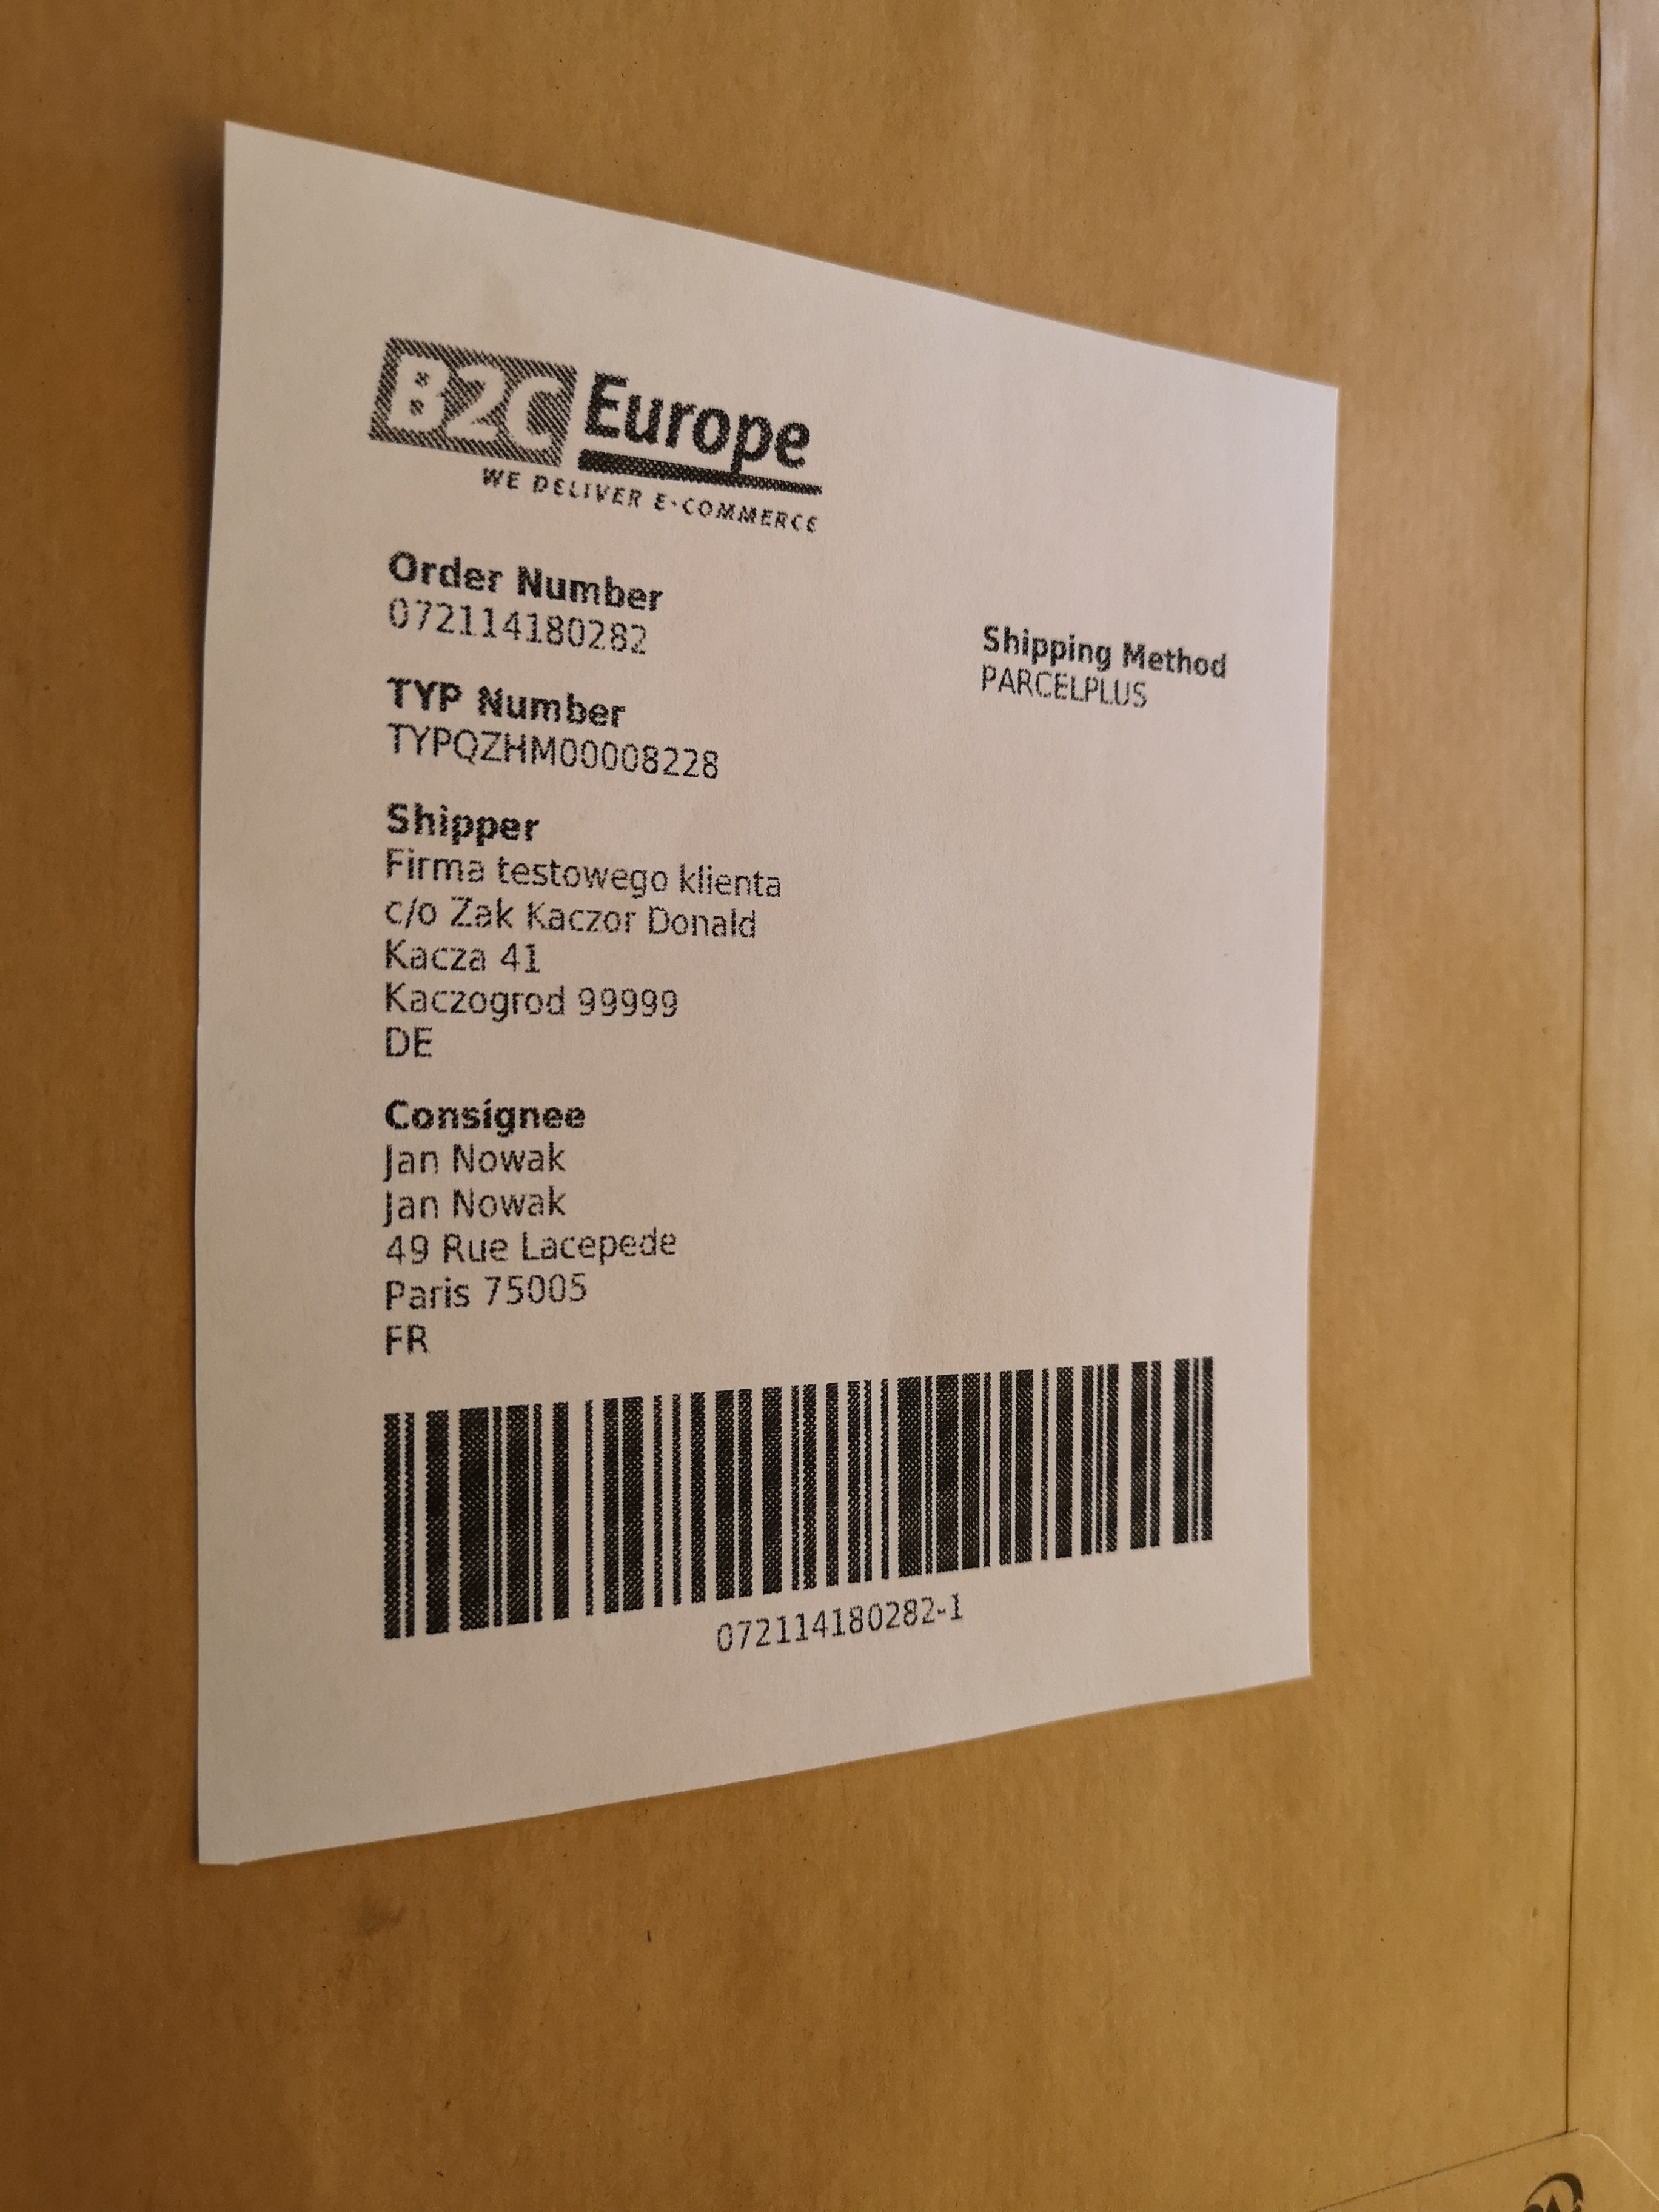 B2C Europe
WE DELIVER E-COMMERCE
Order Number
072114180282
Shipping Method
PARCELPLUS
TYP Number
TYPQZHM00008228
Shipper
Firma testowego klienta
c/o Zak Kaczor Donald
Kacza 41
Kaczogrod 99999
DE
Consignee
Jan Nowak
Jan Nowak
49 Rue Lacepede
Paris 75005
FR
072114180282-1